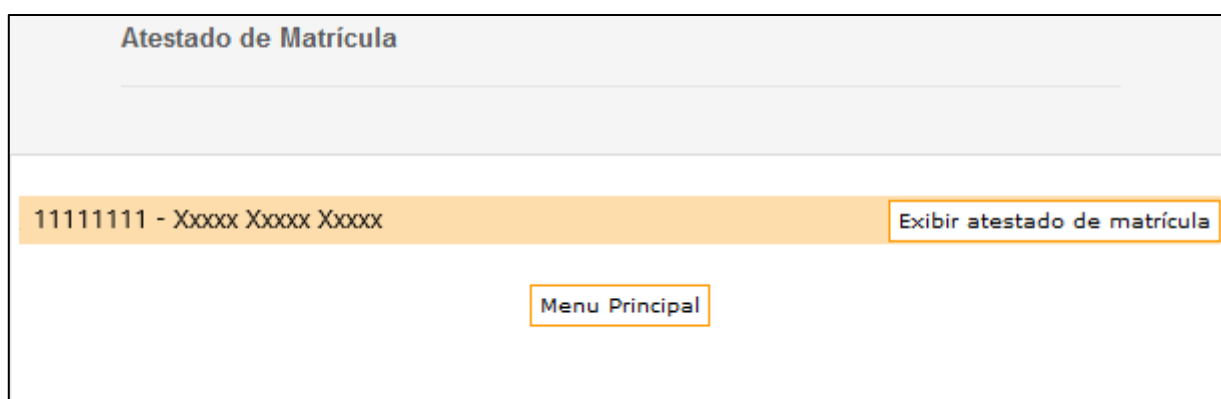 Atestado de Matrícula
11111111 - Xxxxx Xxxxx Xxxxx
Exibir atestado de matrícula
Menu Principal